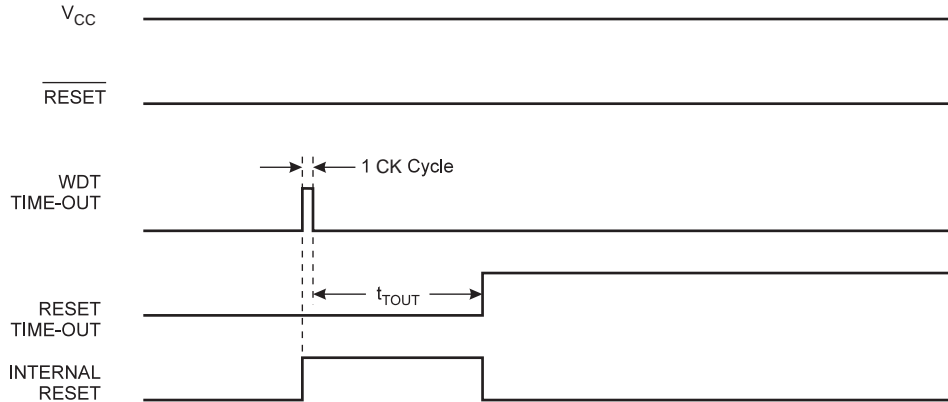 VCC
RESET
1 CK Cycle
WDT
TIME-OUT
tTOUT
RESET
TIME-OUT
INTERNAL
RESET